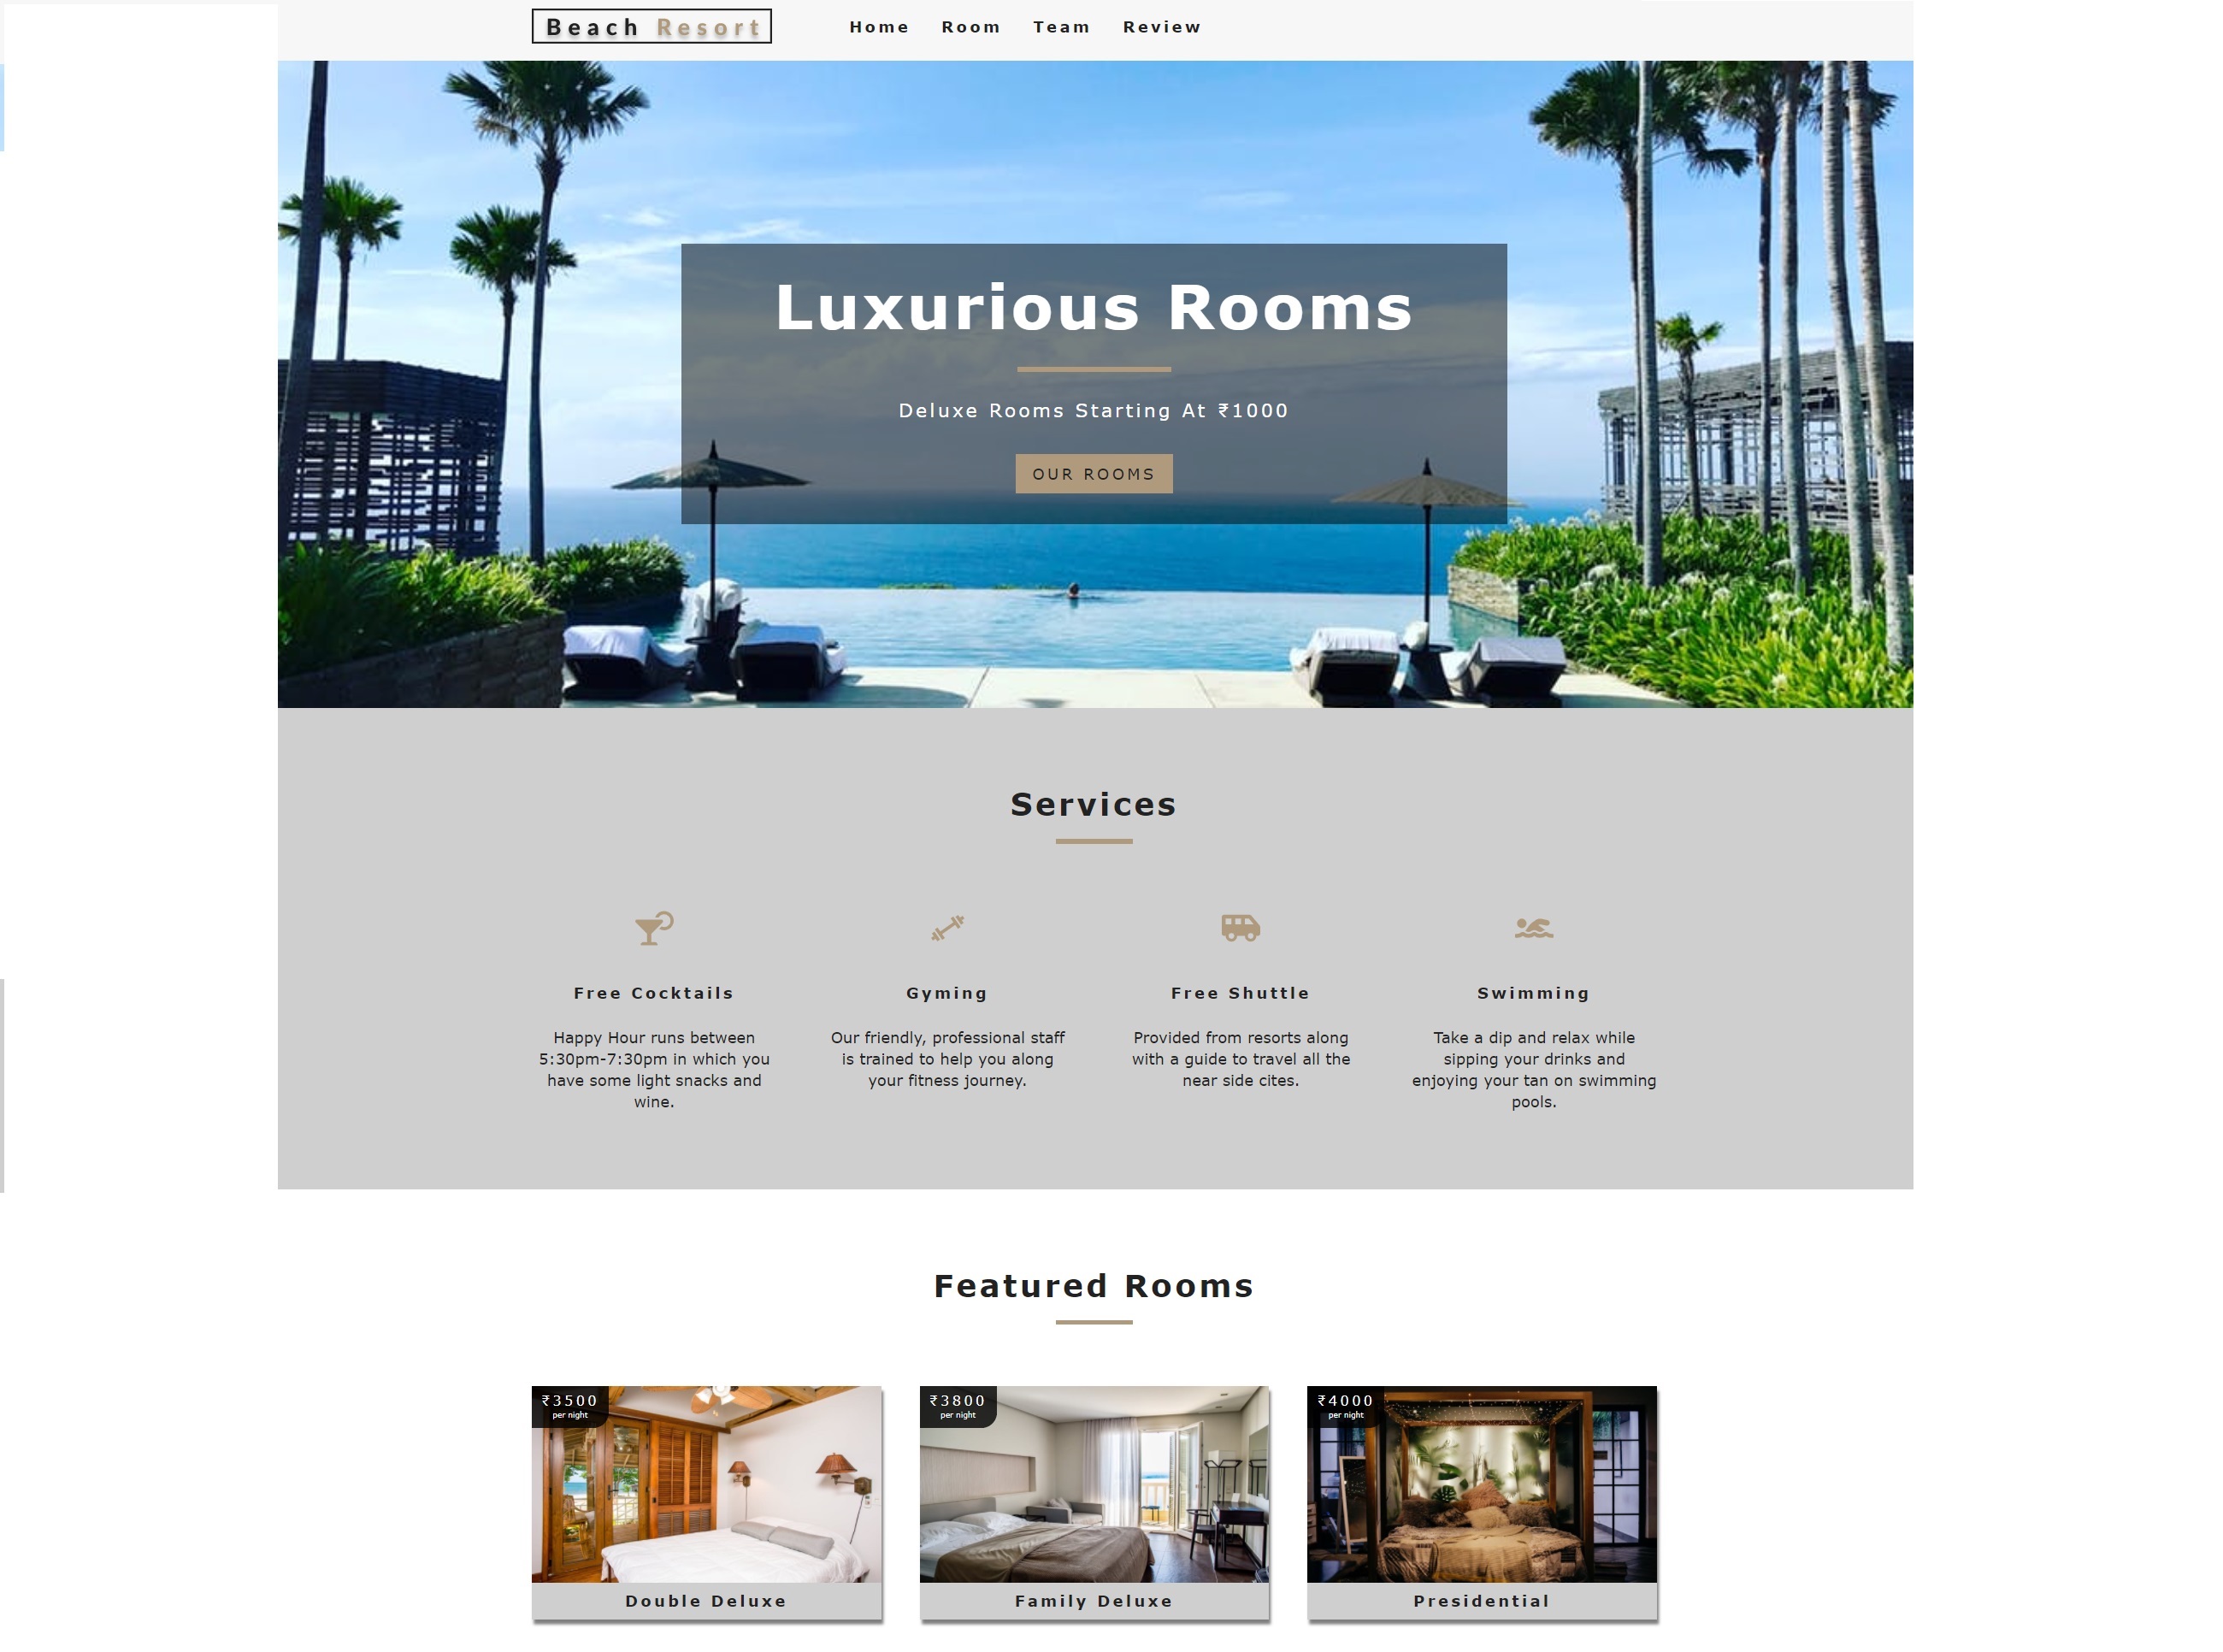 Beach Resort
Home Room Team Review
Luxurious Rooms
Deluxe Rooms Starting At ₹1000
OUR ROOMS
Services
Free Cocktails
Happy Hour runs between
5:30pm-7:30pm in which you
have some light snacks and
wine.
Gyming
Our friendly, professional staff
is trained to help you along
your fitness journey.
Free Shuttle
Provided from resorts along
with a guide to travel all the
near side cites.
Swimming
Take a dip and relax while
sipping your drinks and
enjoying your tan on swimming
pools.
Featured Rooms
₹3500
per night
Double Deluxe
₹3800
per night
Family Deluxe
₹4000
per night
Presidential